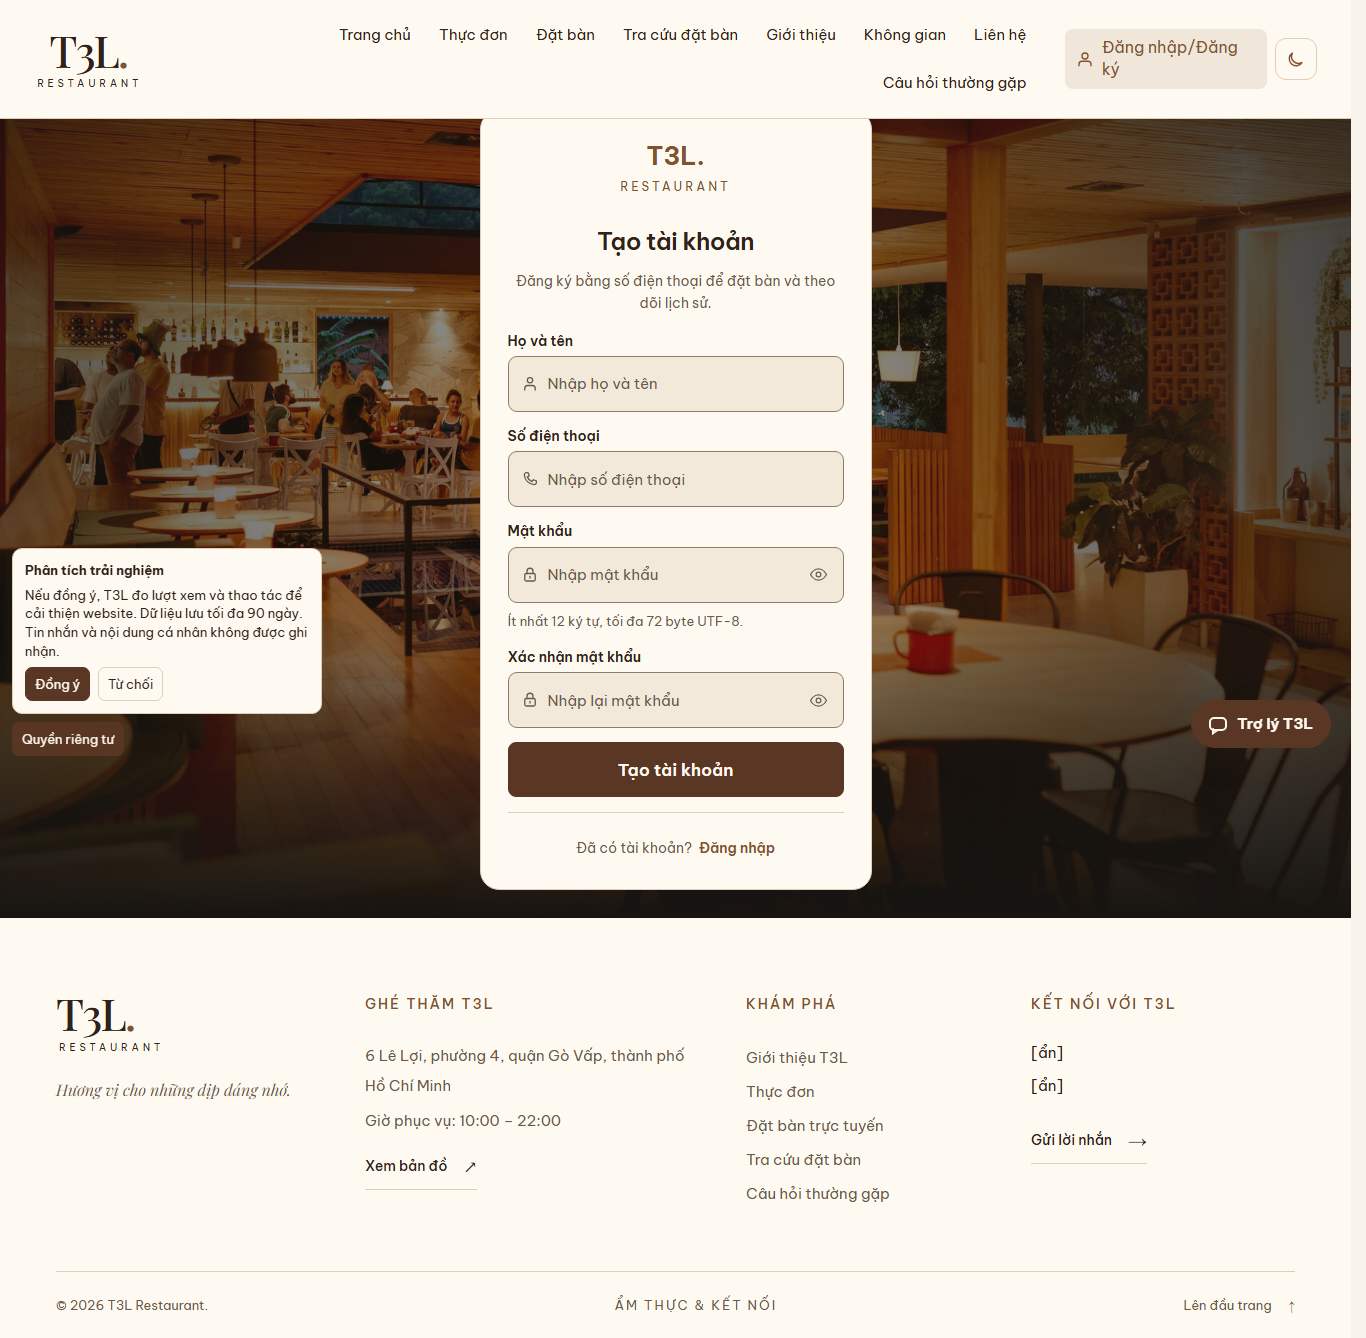 T3L.
RESTAURANT
Trang chủ
Thực đơn
Đặt bàn
Tra cứu đặt bàn
Giới thiệu
Không gian
Liên hệ
Câu hỏi thường gặp
Đăng nhập/Đăng
ký
T3L.
RESTAURANT
Tạo tài khoản
Đăng ký bằng số điện thoại để đặt bàn và theo
dõi lịch sử.
Họ và tên
Nhập họ và tên
Số điện thoại
Nhập số điện thoại
Mật khẩu
Nhập mật khẩu
Ít nhất 12 ký tự, tối đa 72 byte UTF-8.
Xác nhận mật khẩu
Nhập lại mật khẩu
Tạo tài khoản
Đã có tài khoản? Đăng nhập
Phân tích trải nghiệm
Nếu đồng ý, T3L đo lượt xem và thao tác để
cải thiện website. Dữ liệu lưu tối đa 90 ngày.
Tin nhắn và nội dung cá nhân không được ghi
nhận.
Đồng ý
Từ chối
Quyền riêng tư
Trợ lý T3L
T3L.
RESTAURANT
Hương vị cho những dịp đáng nhớ.
GHÉ THĂM T3L
6 Lê Lợi, phường 4, quận Gò Vấp, thành phố
Hồ Chí Minh
Giờ phục vụ: 10:00 – 22:00
Xem bản đồ ↗
KHÁM PHÁ
Giới thiệu T3L
Thực đơn
Đặt bàn trực tuyến
Tra cứu đặt bàn
Câu hỏi thường gặp
KẾT NỐI VỚI T3L
[ẩn]
[ẩn]
Gửi lời nhắn →
© 2026 T3L Restaurant.
ẨM THỰC & KẾT NỐI
Lên đầu trang ↑